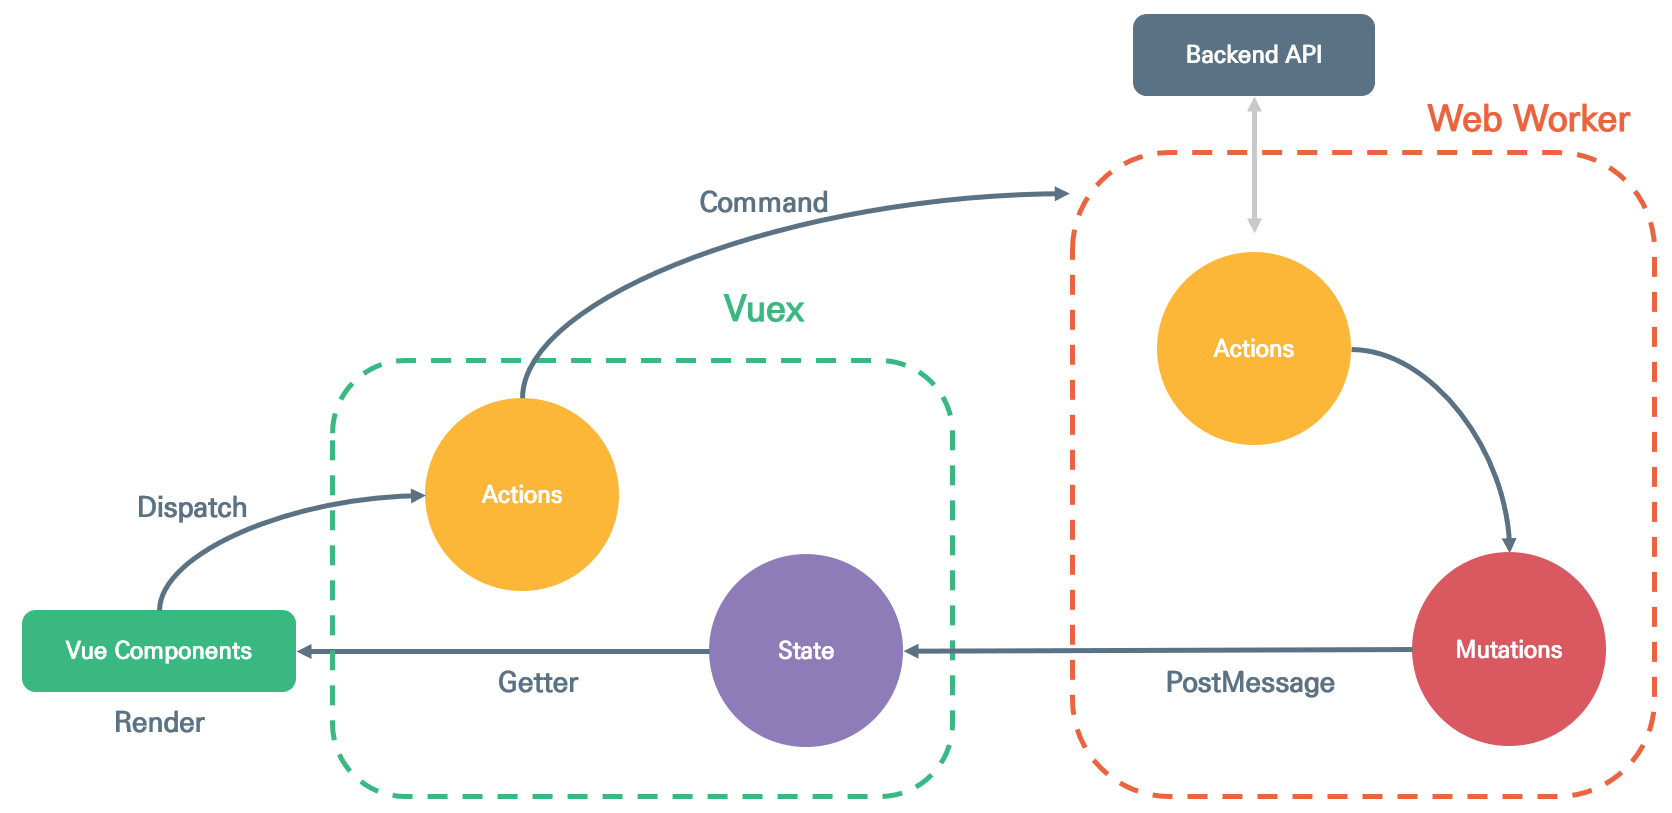 Backend API
Web Worker
Command
Vuex
Actions
Dispatch
Actions
Vue Components
State
Mutations
Getter
PostMessage
Render